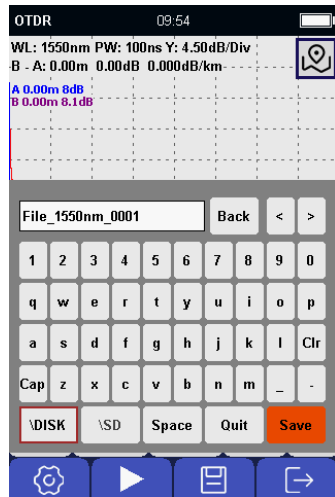 OTDR 09:54
WL: 1550nm PW: 100ns Y: 4.50dB/Div
B - A: 0.00m 0.00dB 0.000dB/km
A 0.00m 8dB
B 0.00m 8.1dB
File_1550nm_0001 Back < >
1 2 3 4 5 6 7 8 9 0
q w e r t y u i o p
a s d f g h j k l Clr
Cap z x c v b n m _ -
\DISK \SD Space Quit Save